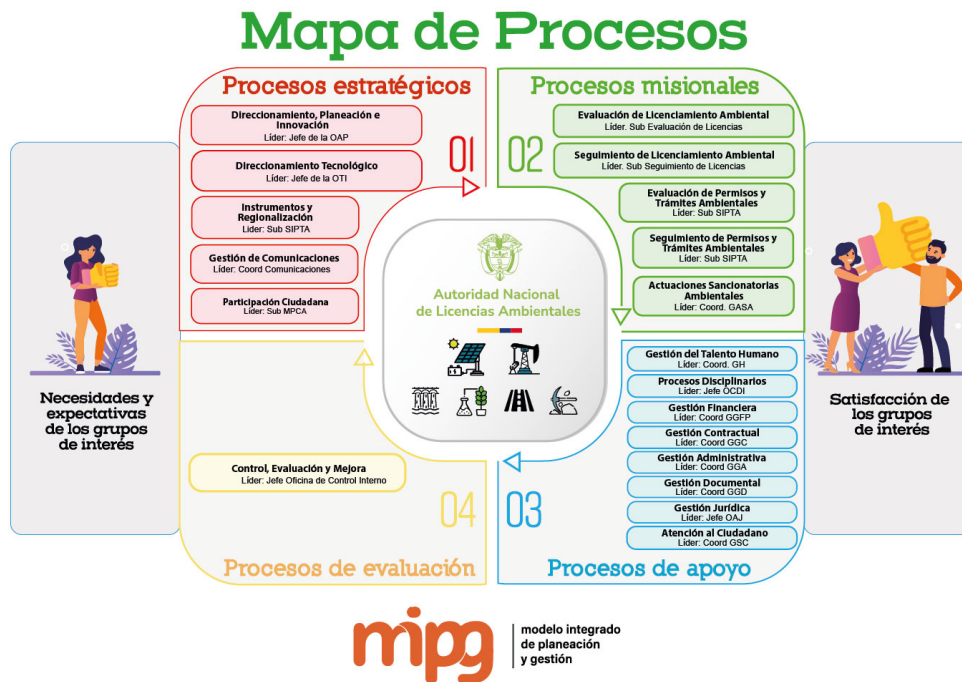 Mapa de Procesos
Procesos estratégicos
Direccionamiento, Planeación e
Innovación
Líder: Jefe de la OAP
Direccionamiento Tecnológico
Líder: Jefe de la OTI
Instrumentos y
Regionalización
Lider: Sub SIPTA
Gestión de Comunicaciones
Líder: Coord Comunicaciones
Participación Ciudadana
Líder: Sub MPCA
01
Procesos misionales
02
Evaluación de Licenciamiento Ambiental
Líder. Sub Evaluación de Licencias
Seguimiento de Licenciamiento Ambiental
Líder. Sub Seguimiento de Licencias
Evaluación de Permisos y
Trámites Ambientales
Líder: Sub SIPTA
Seguimiento de Permisos y
Trámites Ambientales
Líder: Sub SIPTA
Actuaciones Sancionatorias
Ambientales
Líder: Coord. GASA
Autoridad Nacional
de Licencias Ambientales
Necesidades y
expectativas
de los grupos
de interés
Satisfacción de
los grupos
de interés
Gestión del Talento Humano
Líder: Coord. GH
Procesos Disciplinarios
Líder: Jefe OCDI
Gestión Financiera
Líder: Coord GGFP
Gestión Contractual
Líder: Coord GGC
Gestión Administrativa
Líder: Coord GGA
Gestión Documental
Líder: Coord GGD
Gestión Jurídica
Líder: Jefe OAJ
Atención al Ciudadano
Líder: Coord GSC
03
Procesos de apoyo
Control, Evaluación y Mejora
Líder: Jefe Oficina de Control Interno
04
Procesos de evaluación
mipg
modelo integrado
de planeación
y gestión